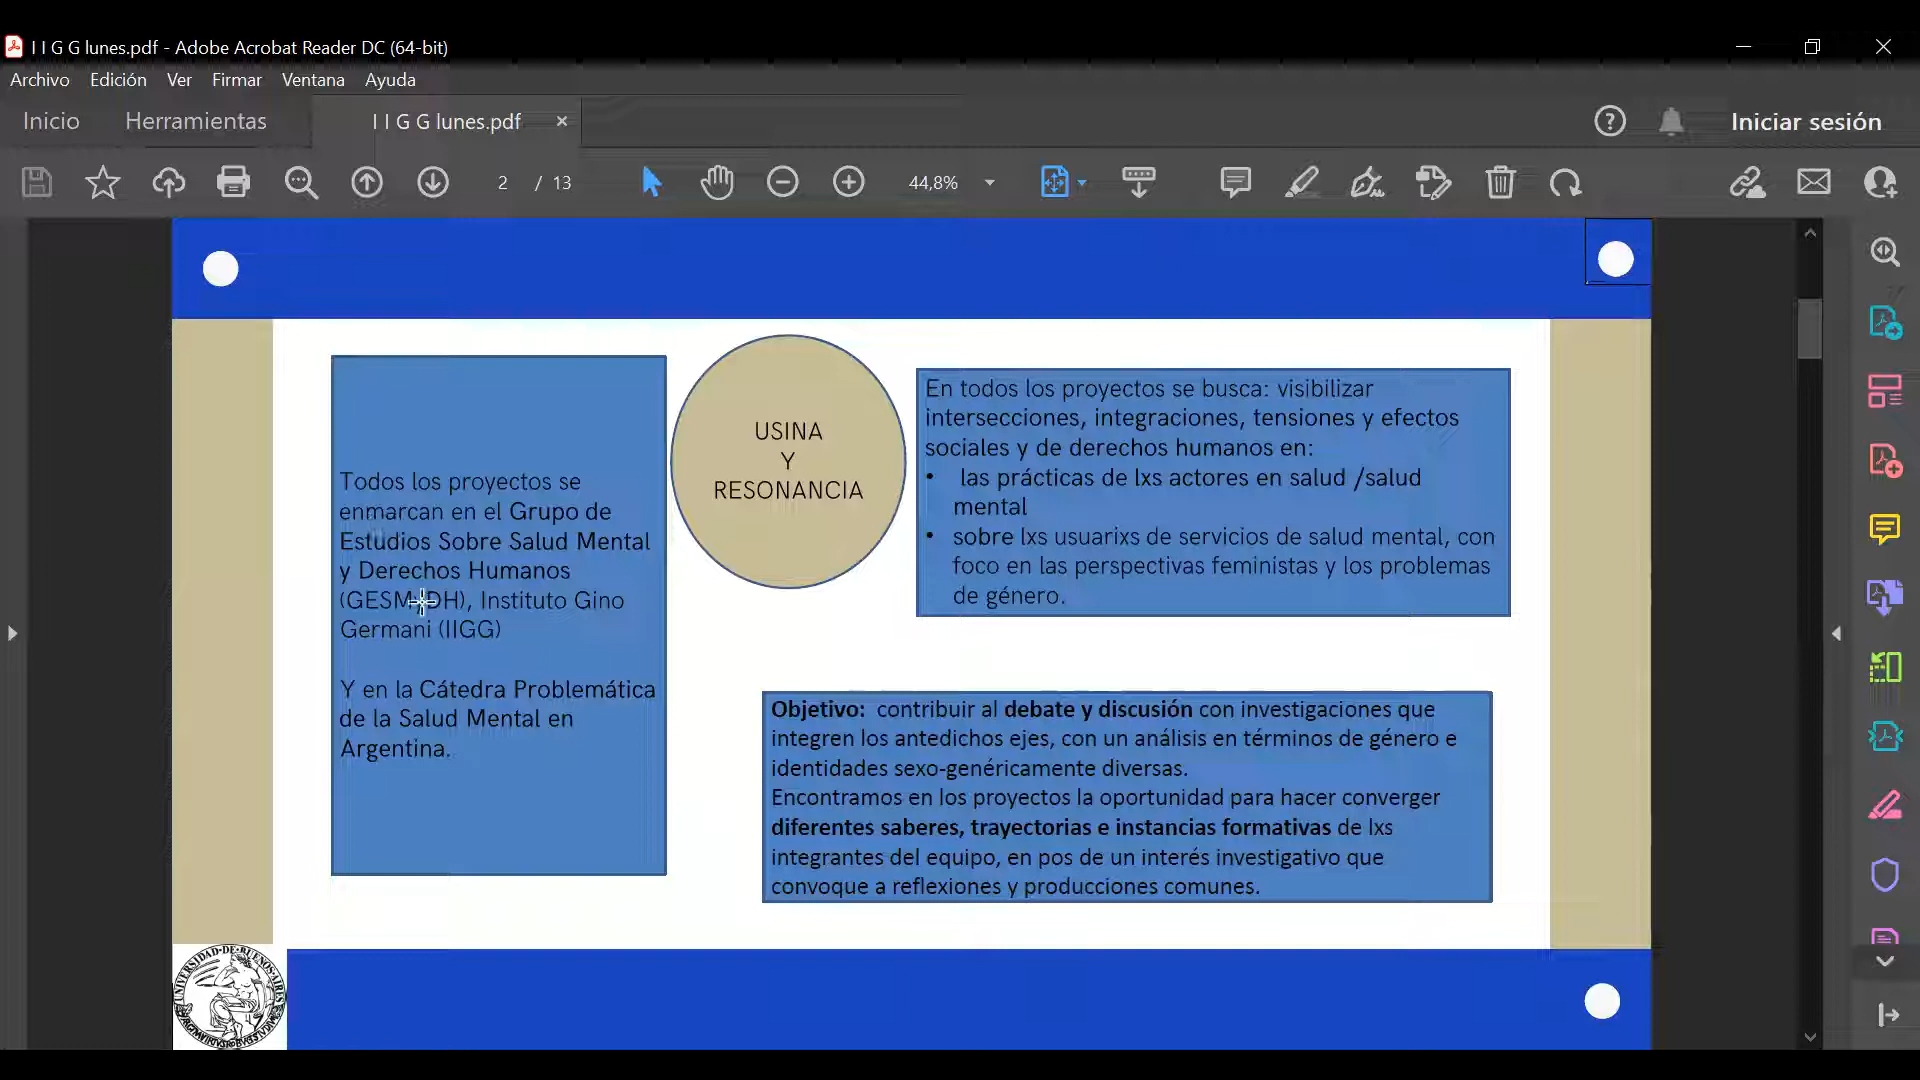 I I G G lunes.pdf - Adobe Acrobat Reader DC (64-bit)
Archivo Edición Ver Firmar Ventana Ayuda
Inicio Herramientas I I G G lunes.pdf × Iniciar sesión
2 / 13 44,8%
Todos los proyectos se
enmarcan en el Grupo de
Estudios Sobre Salud Mental
y Derechos Humanos
(GESMyDH), Instituto Gino
Germani (IIGG)
Y en la Cátedra Problemática
de la Salud Mental en
Argentina.
USINA
Y
RESONANCIA
En todos los proyectos se busca: visibilizar
intersecciones, integraciones, tensiones y efectos
sociales y de derechos humanos en:
• las prácticas de lxs actores en salud /salud
mental
• sobre lxs usuarixs de servicios de salud mental, con
foco en las perspectivas feministas y los problemas
de género.
Objetivo: contribuir al debate y discusión con investigaciones que
integren los antedichos ejes, con un análisis en términos de género e
identidades sexo-genéricamente diversas.
Encontramos en los proyectos la oportunidad para hacer converger
diferentes saberes, trayectorias e instancias formativas de lxs
integrantes del equipo, en pos de un interés investigativo que
convoque a reflexiones y producciones comunes.
UNIVERSIDAD·DE·BUENOS·AIRES